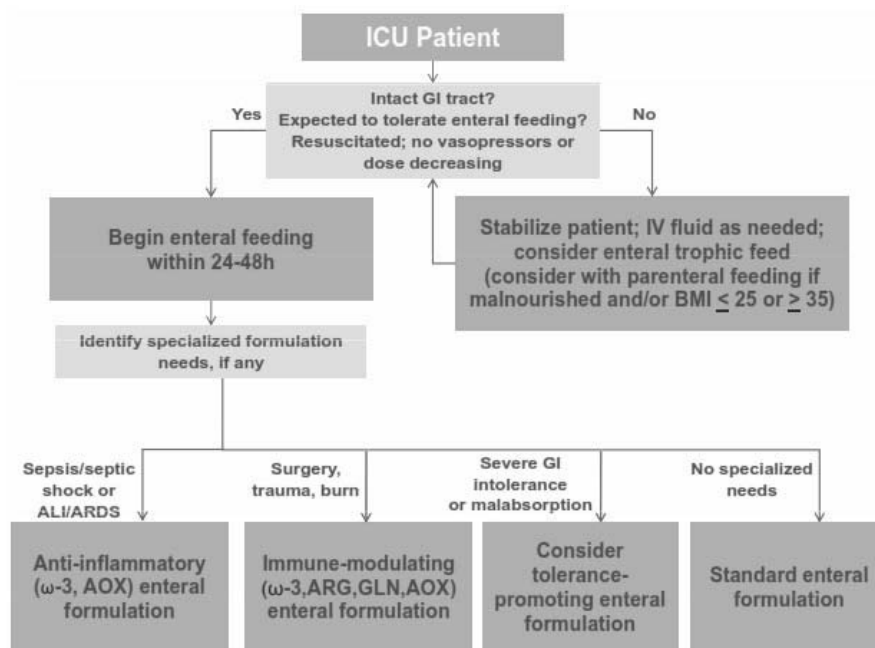 ICU Patient
Intact GI tract?
Expected to tolerate enteral feeding?
Resuscitated; no vasopressors or
dose decreasing
Yes
No
Begin enteral feeding
within 24-48h
Stabilize patient; IV fluid as needed;
consider enteral trophic feed
(consider with parenteral feeding if
malnourished and/or BMI ≤ 25 or ≥ 35)
Identify specialized formulation
needs, if any
Sepsis/septic
shock or
ALI/ARDS
Surgery,
trauma, burn
Severe GI
intolerance
or malabsorption
No specialized
needs
Anti-inflammatory
(ω-3, AOX) enteral
formulation
Immune-modulating
(ω-3,ARG,GLN,AOX)
enteral formulation
Consider
tolerance-
promoting enteral
formulation
Standard enteral
formulation